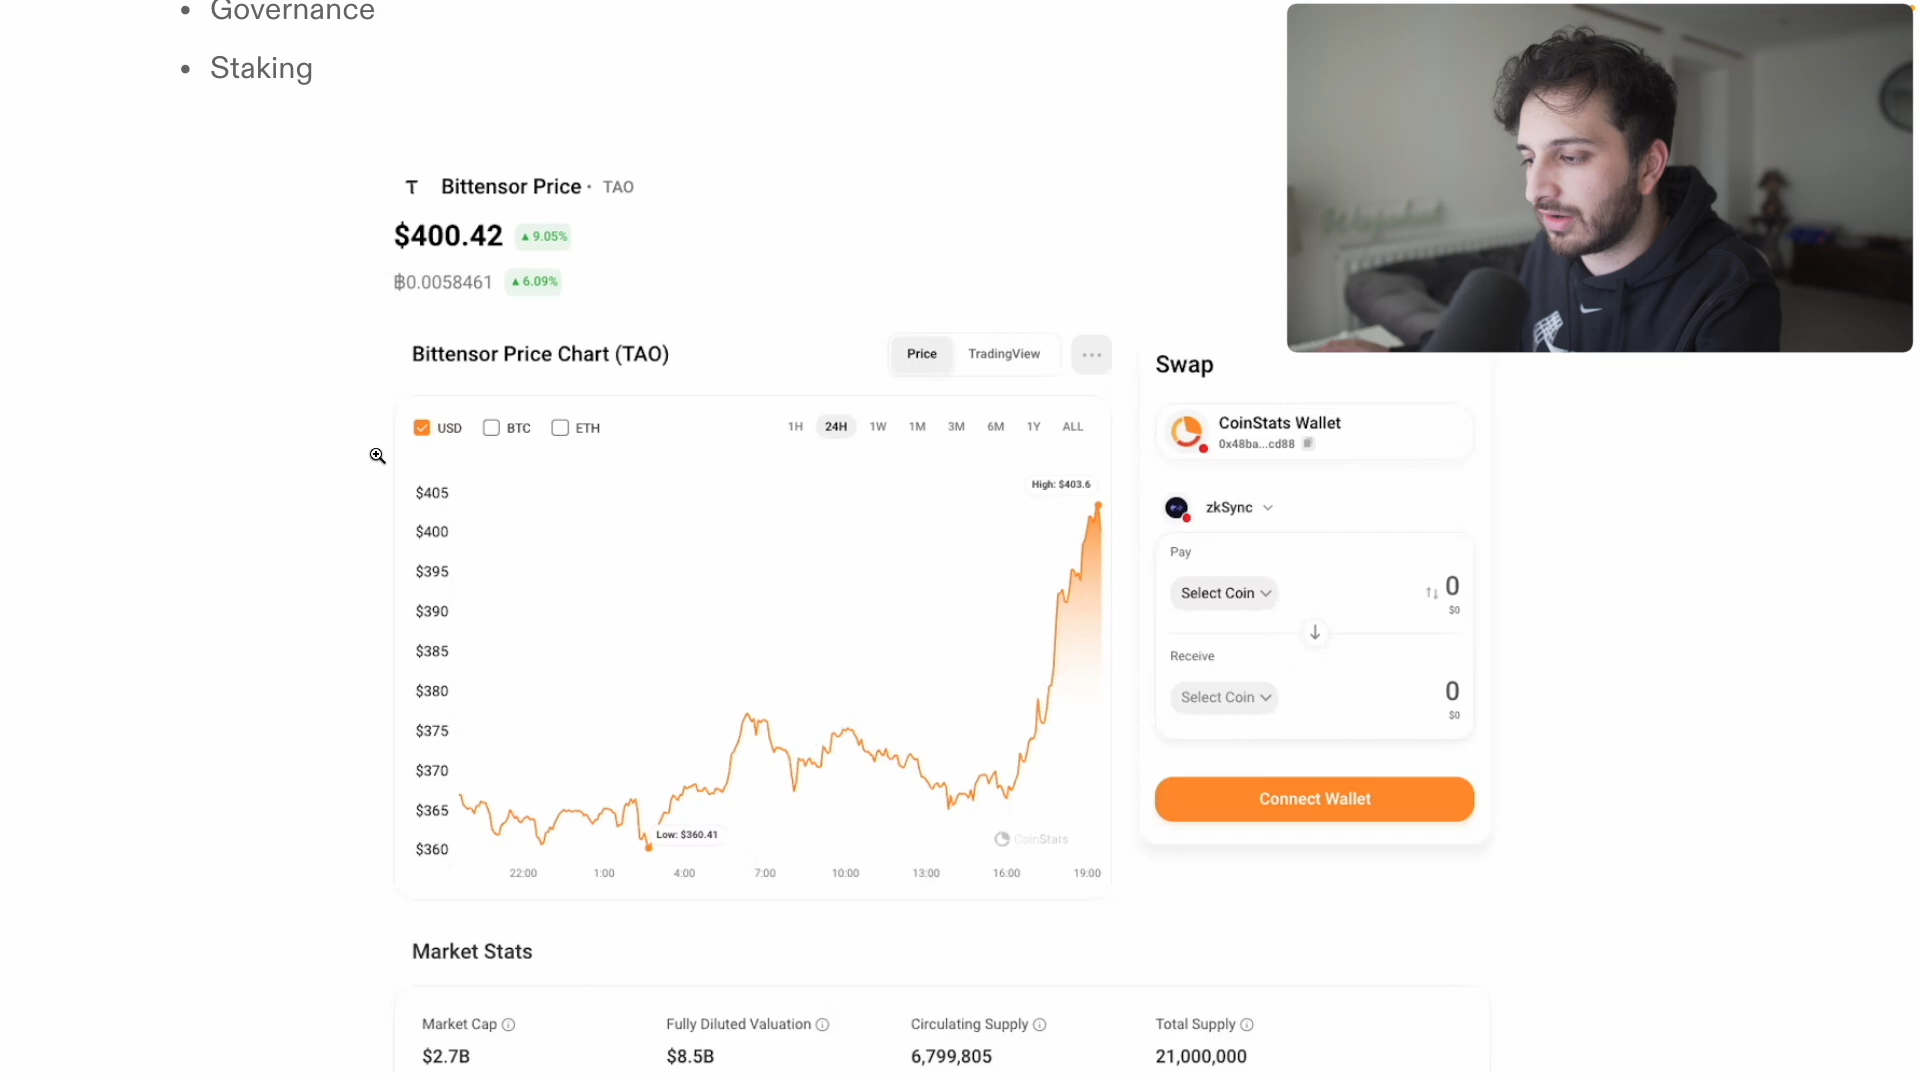 Governance
Staking
T Bittensor Price · TAO
$400.42 ▲ 9.05%
฿0.0058461 ▲ 6.09%
Bittensor Price Chart (TAO)
Price TradingView ...
USD BTC ETH
1H 24H 1W 1M 3M 6M 1Y ALL
High: $403.6
$405
$400
$395
$390
$385
$380
$375
$370
$365
$360
Low: $360.41
CoinStats
22:00 1:00 4:00 7:00 10:00 13:00 16:00 19:00
Swap
CoinStats Wallet
0x48ba...cd88
zkSync
Pay
Select Coin 0
$0
Receive
Select Coin 0
$0
Connect Wallet
Market Stats
Market Cap Fully Diluted Valuation Circulating Supply Total Supply
$2.7B $8.5B 6,799,805 21,000,000